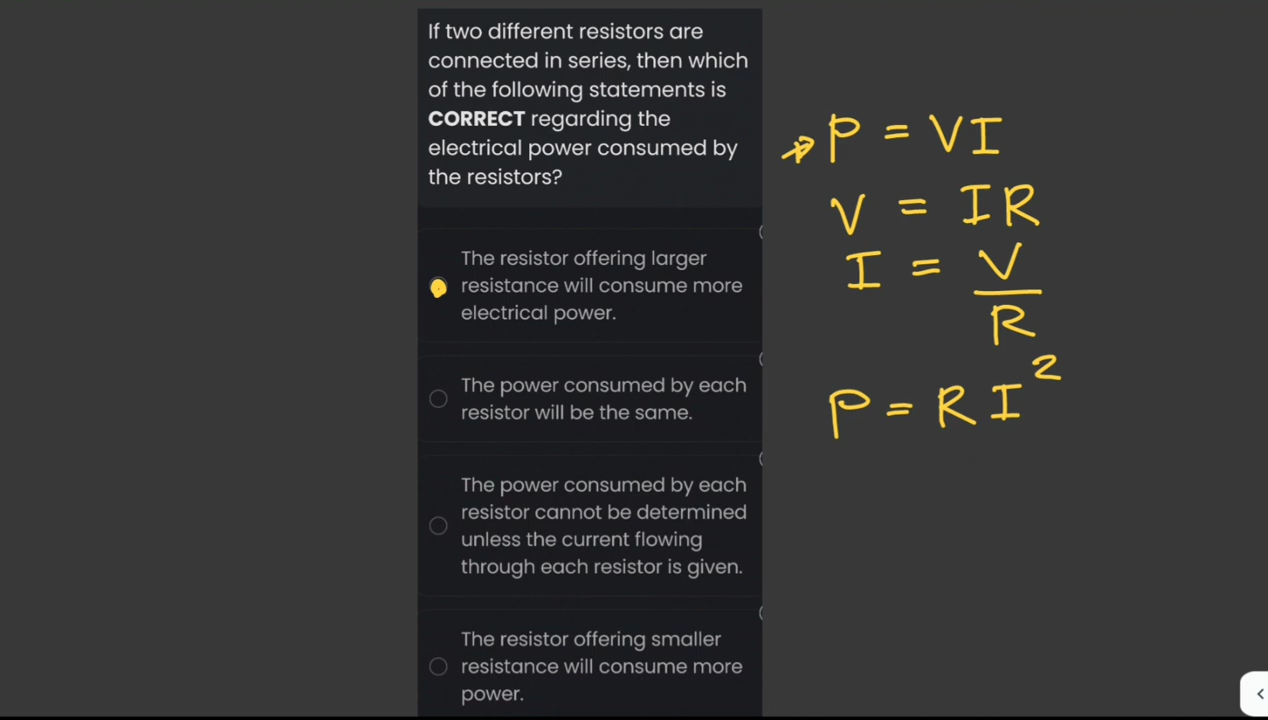 If two different resistors are
connected in series, then which
of the following statements is
CORRECT regarding the
electrical power consumed by
the resistors?
The resistor offering larger
resistance will consume more
electrical power.
The power consumed by each
resistor will be the same.
The power consumed by each
resistor cannot be determined
unless the current flowing
through each resistor is given.
The resistor offering smaller
resistance will consume more
power.
P = VI
V = IR
I = V/R
P = RI²